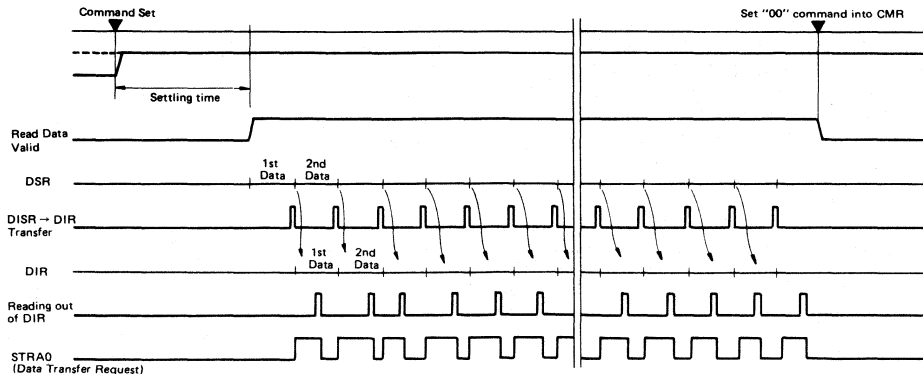 Command Set
Set "00" command into CMR
Settling time
Read Data
Valid
1st
Data
2nd
Data
DSR
DISR → DIR
Transfer
1st
Data
2nd
Data
DIR
Reading out
of DIR
STRA0
(Data Transfer Request)